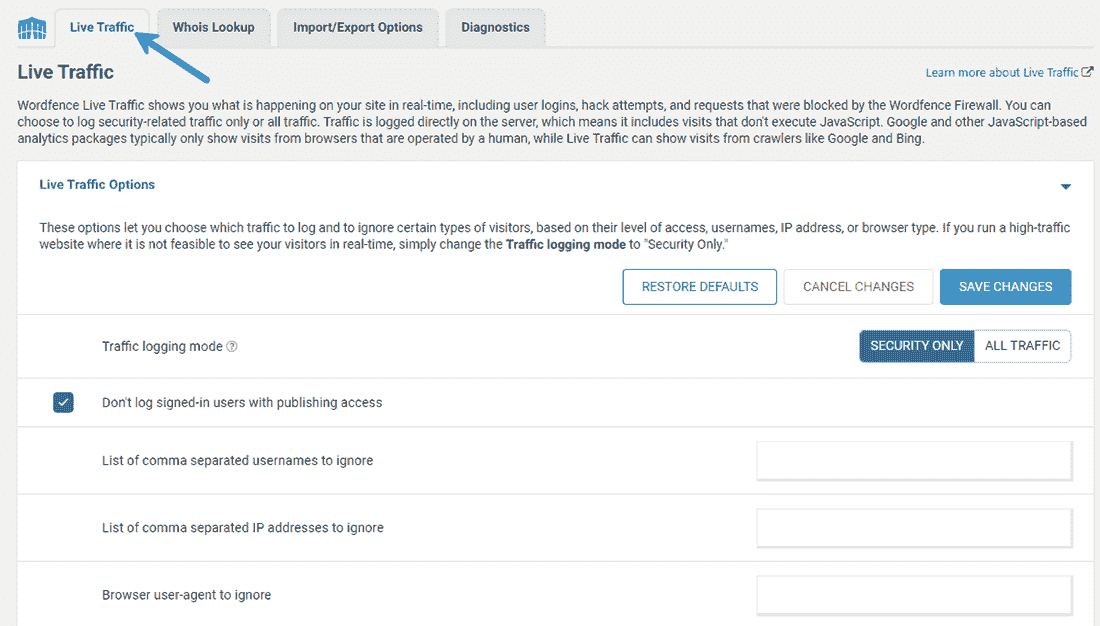 Live Traffic
Whois Lookup
Import/Export Options
Diagnostics
Live Traffic
Learn more about Live Traffic
Wordfence Live Traffic shows you what is happening on your site in real-time, including user logins, hack attempts, and requests that were blocked by the Wordfence Firewall. You can
choose to log security-related traffic only or all traffic. Traffic is logged directly on the server, which means it includes visits that don't execute JavaScript. Google and other JavaScript-based
analytics packages typically only show visits from browsers that are operated by a human, while Live Traffic can show visits from crawlers like Google and Bing.
Live Traffic Options
These options let you choose which traffic to log and to ignore certain types of visitors, based on their level of access, usernames, IP address, or browser type. If you run a high-traffic
website where it is not feasible to see your visitors in real-time, simply change the Traffic logging mode to "Security Only."
RESTORE DEFAULTS
CANCEL CHANGES
SAVE CHANGES
Traffic logging mode
SECURITY ONLY
ALL TRAFFIC
Don't log signed-in users with publishing access
List of comma separated usernames to ignore
List of comma separated IP addresses to ignore
Browser user-agent to ignore